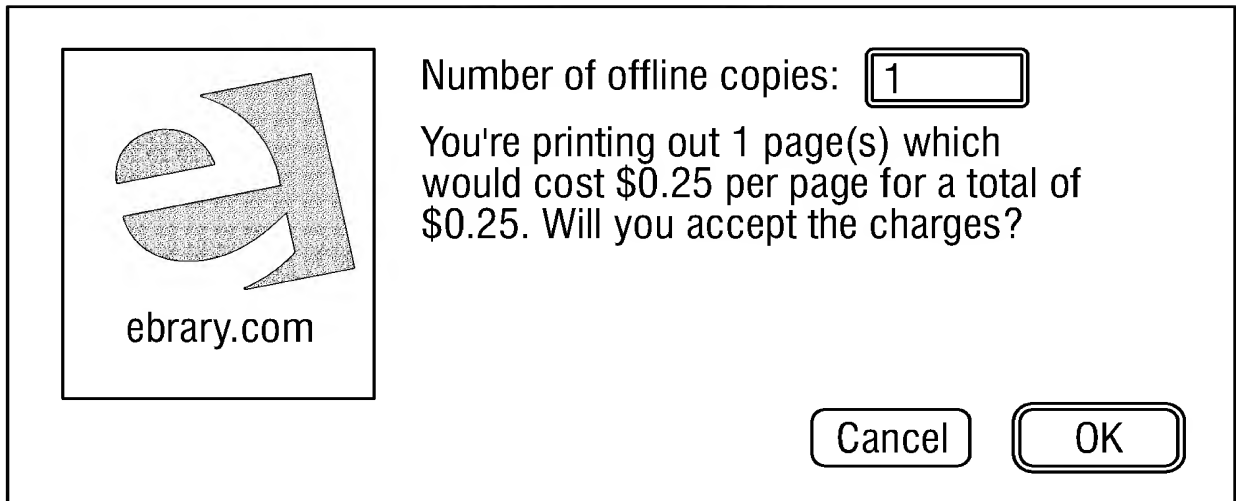 Number of offline copies: 1
You're printing out 1 page(s) which
would cost $0.25 per page for a total of
$0.25. Will you accept the charges?
ebrary.com
Cancel
OK